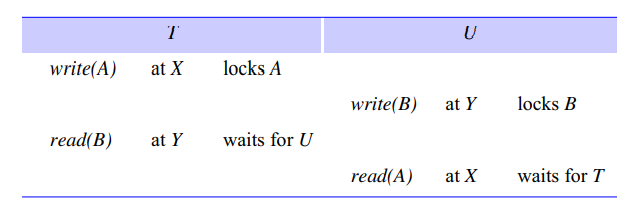 T U
write(A) at X locks A
write(B) at Y locks B
read(B) at Y waits for U
read(A) at X waits for T